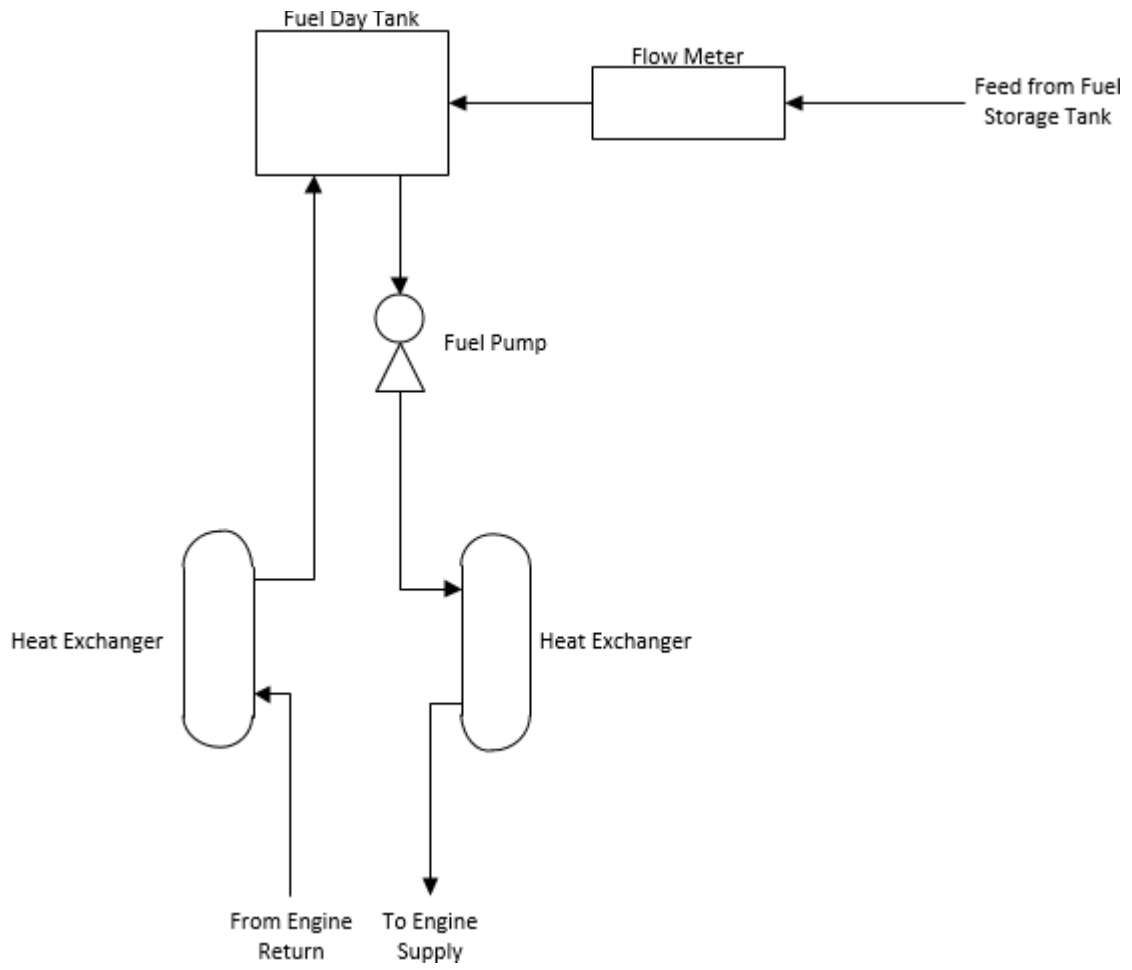 Fuel Day Tank
Flow Meter
Feed from Fuel
Storage Tank
Fuel Pump
Heat Exchanger
Heat Exchanger
From Engine
Return
To Engine
Supply